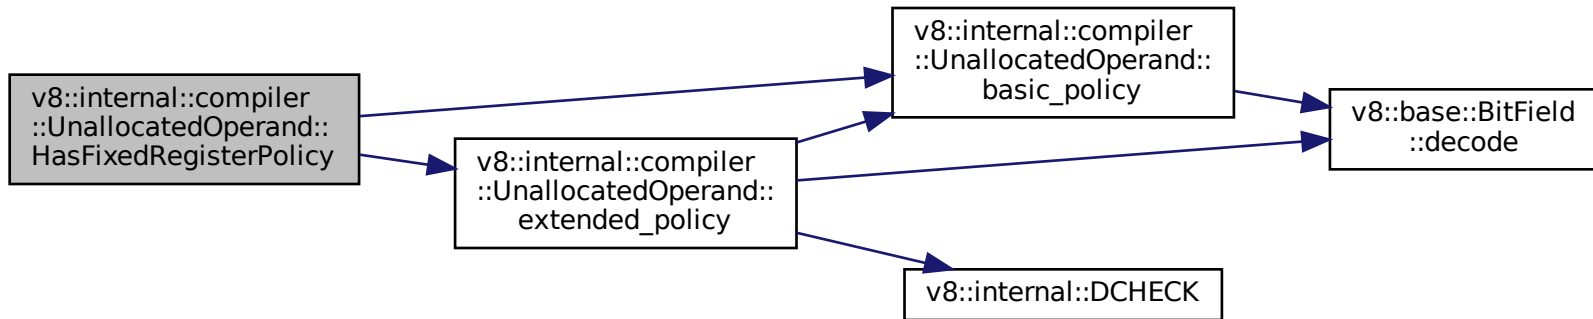 v8::internal::compiler
::UnallocatedOperand::
HasFixedRegisterPolicy
v8::internal::compiler
::UnallocatedOperand::
extended_policy
v8::internal::compiler
::UnallocatedOperand::
basic_policy
v8::internal::DCHECK
v8::base::BitField
::decode